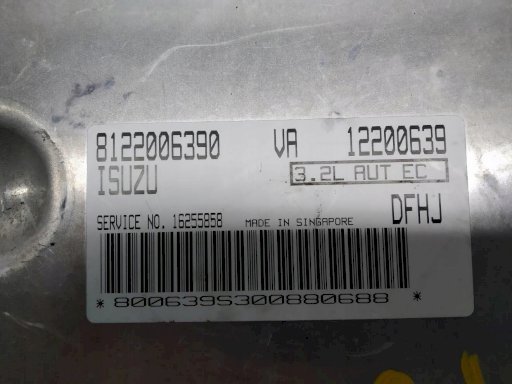 8122006390 VA 12200639
ISUZU 3.2L AUT EC
SERVICE NO. 16255858 MADE IN SINGAPORE DFHJ
* 800639S300880688 *